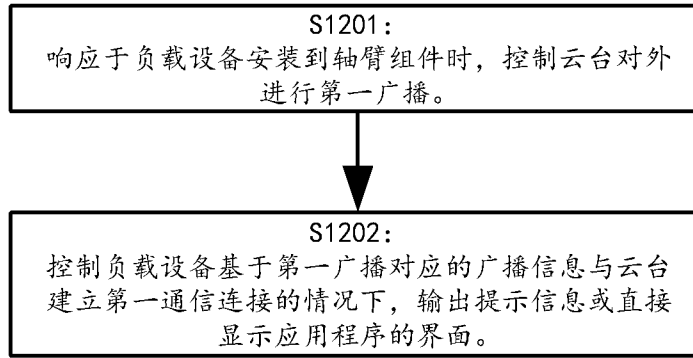 S1201:
响应于负载设备安装到轴臂组件时，控制云台对外
进行第一广播。
S1202:
控制负载设备基于第一广播对应的广播信息与云台
建立第一通信连接的情况下，输出提示信息或直接
显示应用程序的界面。